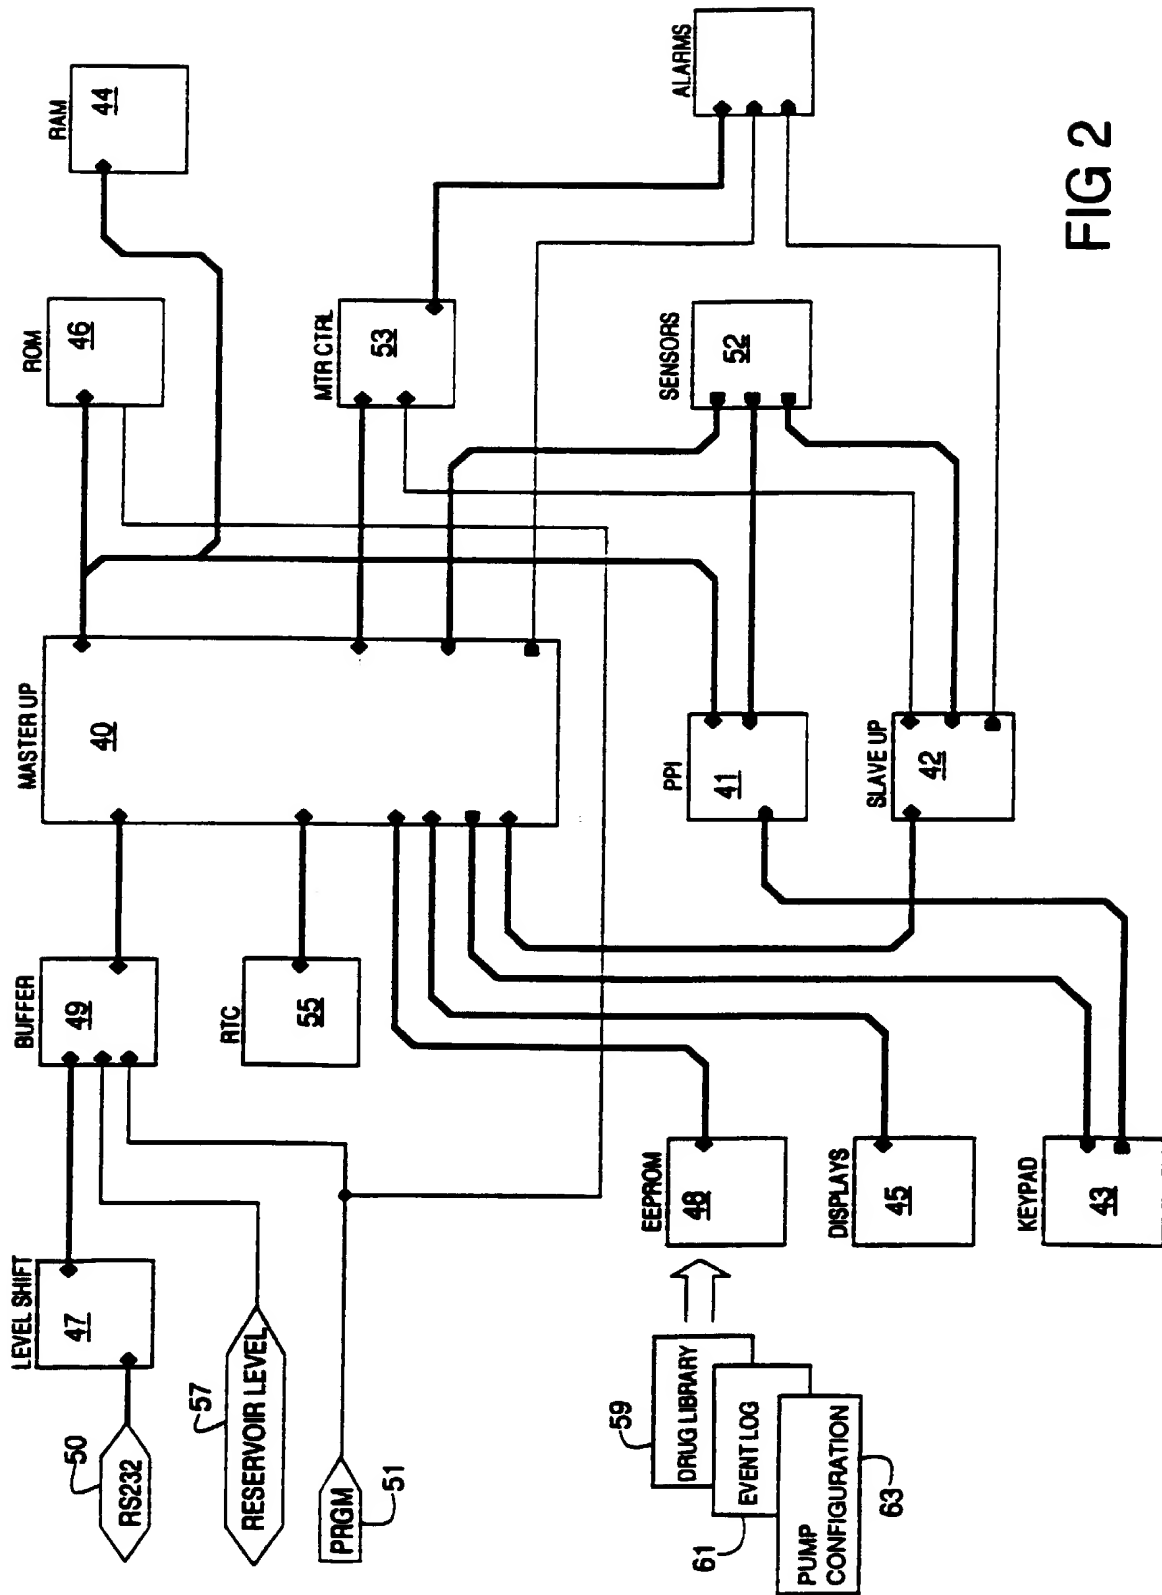 RS232
50
LEVEL SHIFT
47
RESERVOIR LEVEL
57
PRGM
51
BUFFER
49
RTC
55
MASTER UP
40
ROM
46
RAM
44
MTR CTRL
53
ALARMS
SENSORS
52
PPI
41
SLAVE UP
42
EEPROM
48
DISPLAYS
45
KEYPAD
43
DRUG LIBRARY
59
EVENT LOG
61
PUMP
CONFIGURATION
63
FIG 2